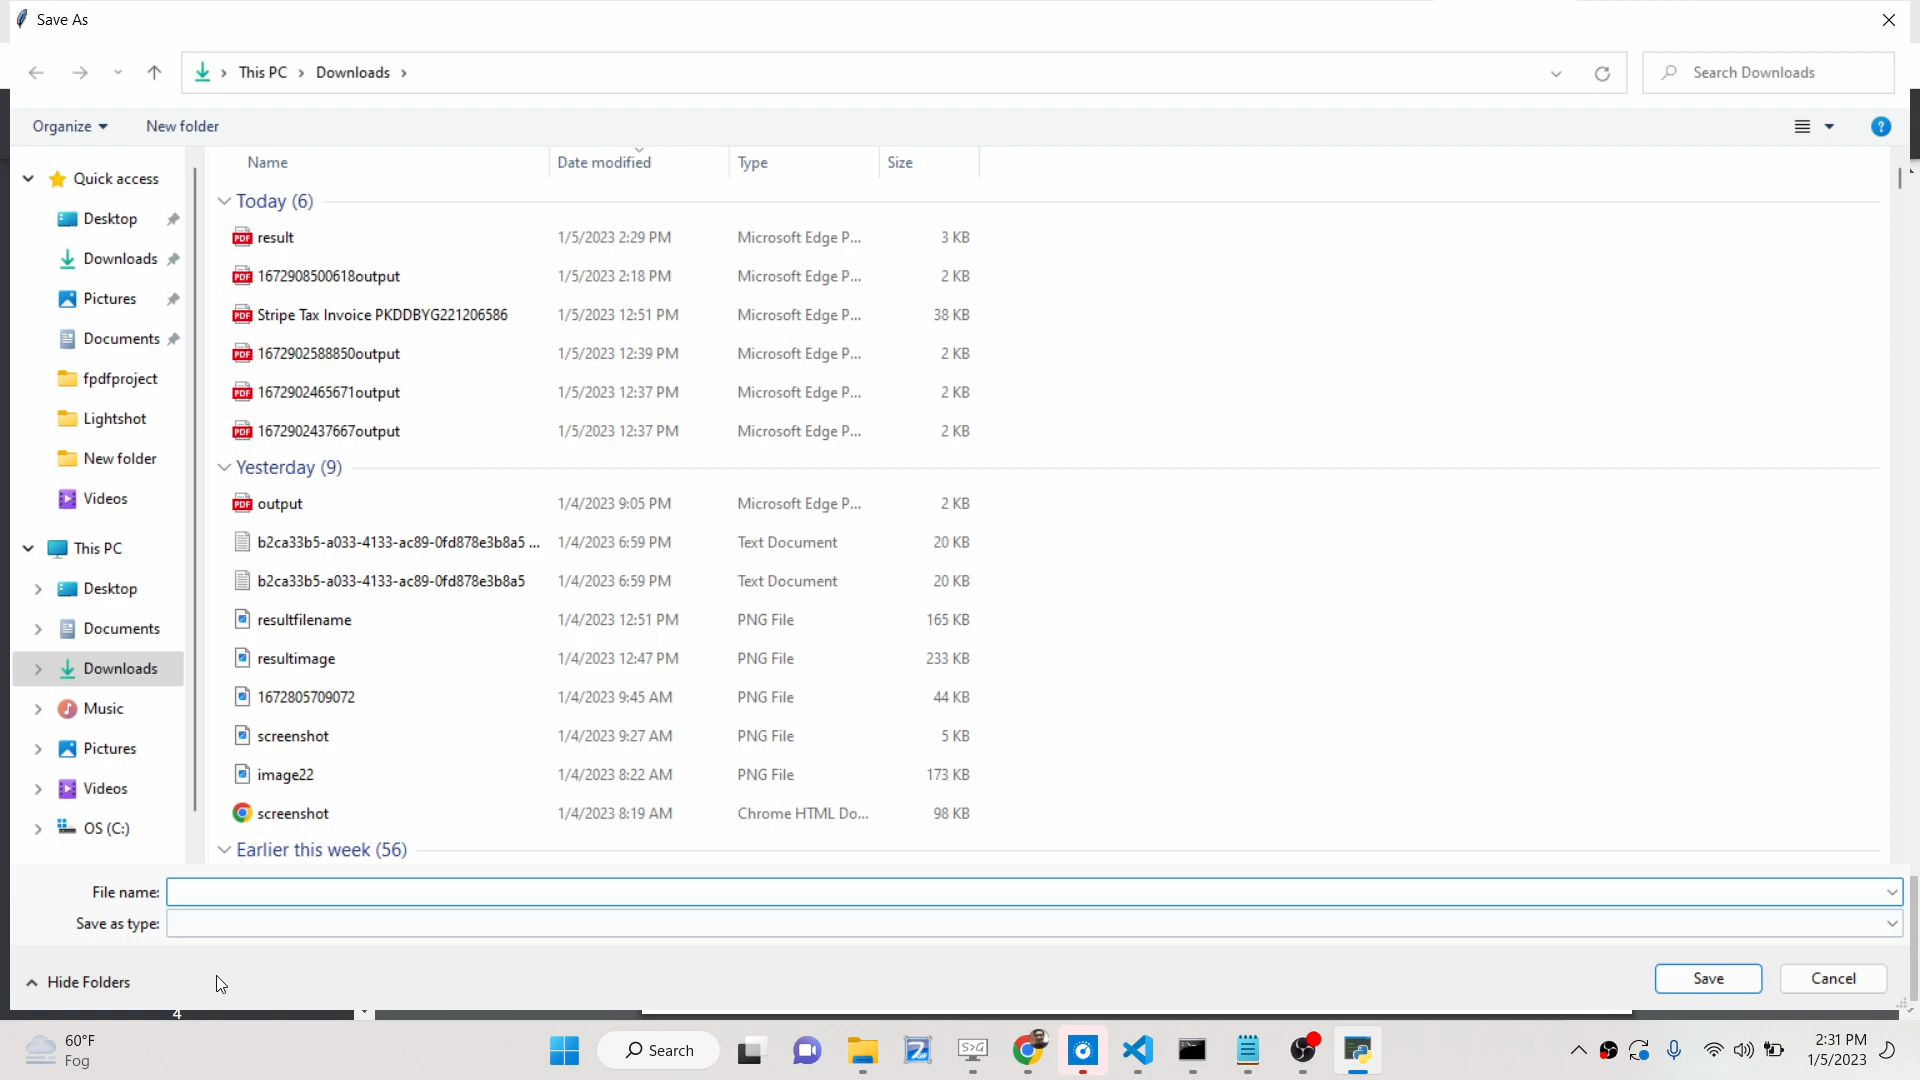 Save As
This PC > Downloads >
Search Downloads
Organize
New folder
?
Name Date modified Type Size
Quick access
Desktop
Downloads
Pictures
Documents
fpdfproject
Lightshot
New folder
Videos
This PC
Desktop
Documents
Downloads
Music
Pictures
Videos
OS (C:)
Today (6)
result 1/5/2023 2:29 PM Microsoft Edge P... 3 KB
1672908500618output 1/5/2023 2:18 PM Microsoft Edge P... 2 KB
Stripe Tax Invoice PKDDBYG221206586 1/5/2023 12:51 PM Microsoft Edge P... 38 KB
1672902588850output 1/5/2023 12:39 PM Microsoft Edge P... 2 KB
1672902465671output 1/5/2023 12:37 PM Microsoft Edge P... 2 KB
1672902437667output 1/5/2023 12:37 PM Microsoft Edge P... 2 KB
Yesterday (9)
output 1/4/2023 9:05 PM Microsoft Edge P... 2 KB
b2ca33b5-a033-4133-ac89-0fd878e3b8a5 ... 1/4/2023 6:59 PM Text Document 20 KB
b2ca33b5-a033-4133-ac89-0fd878e3b8a5 1/4/2023 6:59 PM Text Document 20 KB
resultfilename 1/4/2023 12:51 PM PNG File 165 KB
resultimage 1/4/2023 12:47 PM PNG File 233 KB
1672805709072 1/4/2023 9:45 AM PNG File 44 KB
screenshot 1/4/2023 9:27 AM PNG File 5 KB
image22 1/4/2023 8:22 AM PNG File 173 KB
screenshot 1/4/2023 8:19 AM Chrome HTML Do... 98 KB
Earlier this week (56)
File name:
Save as type:
Hide Folders
Save
Cancel
4
60°F
Fog
Search
2:31 PM
1/5/2023